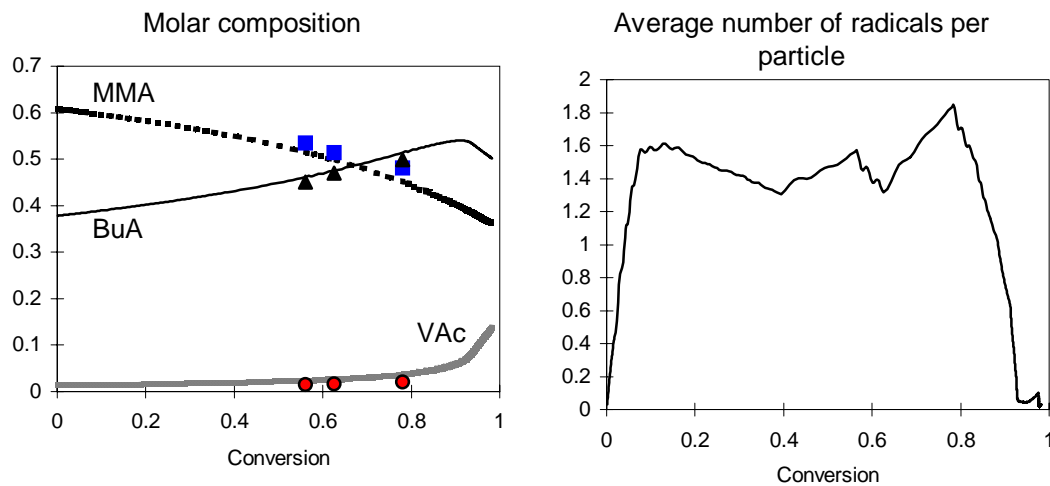 Molar composition
0.7
0.6
0.5
0.4
0.3
0.2
0.1
0
MMA
BuA
VAc
0 0.2 0.4 0.6 0.8 1
Conversion
Average number of radicals per
particle
2
1.8
1.6
1.4
1.2
1
0.8
0.6
0.4
0.2
0
0 0.2 0.4 0.6 0.8 1
Conversion